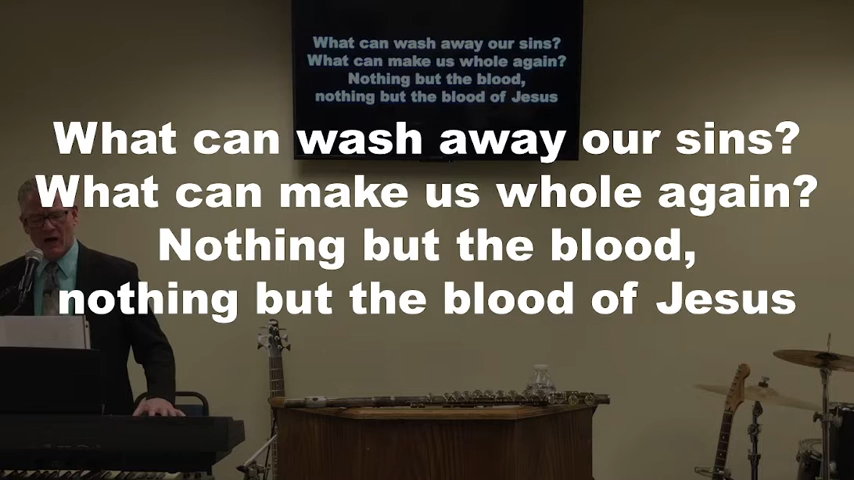 What can wash away our sins?
What can make us whole again?
Nothing but the blood,
nothing but the blood of Jesus
What can wash away our sins?
What can make us whole again?
Nothing but the blood,
nothing but the blood of Jesus